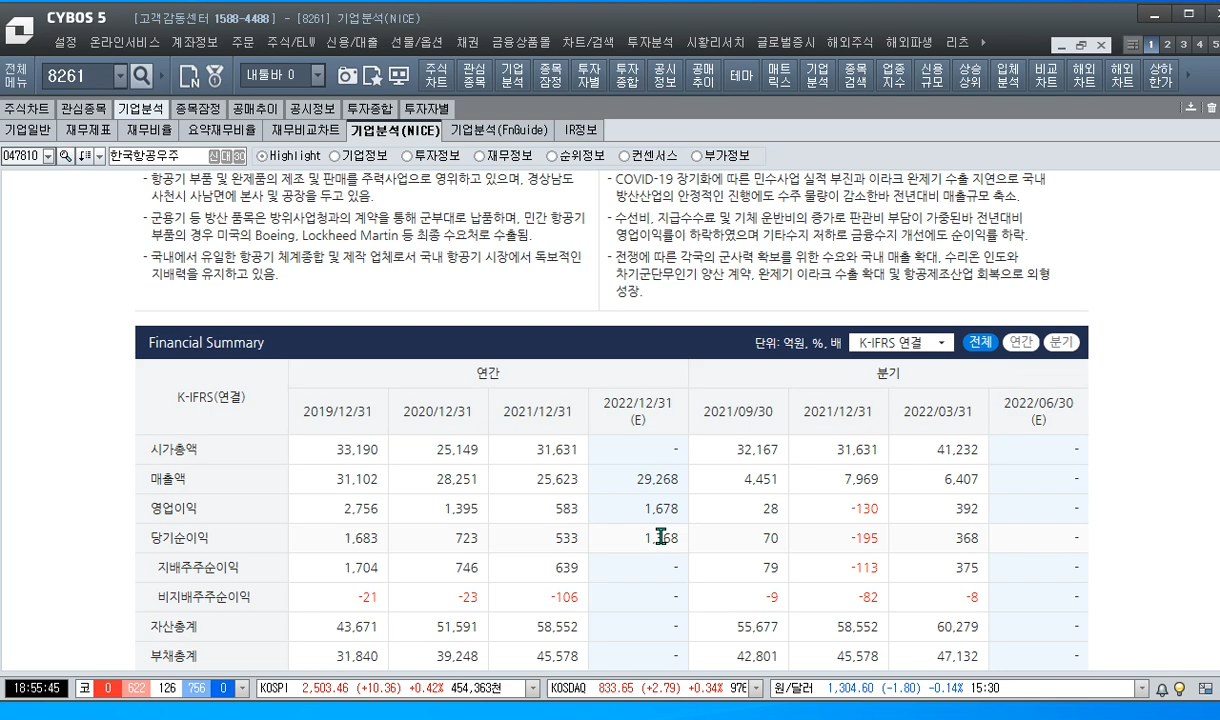 CYBOS 5 [고객감동센터 1588-4488] - [8261] 기업분석(NICE)
설정 온라인서비스 계좌정보 주문 주식/ELW 신용/대출 선물/옵션 채권 금융상품몰 차트/검색 투자분석 시황리서치 글로벌증시 해외주식 해외파생 리츠 1 2 3 4 5
전체메뉴 8261 내툴바 0 주식차트 관심종목 기업분석 종목잠정 투자자별 투자종합 공시정보 공매추이 테마 매트릭스 기업분석 종목검색 업종지수 신용규모 상승상위 입체분석 비교차트 해외차트 해외차트 상하한가
주식차트 관심종목 기업분석 종목잠정 공매추이 공시정보 투자종합 투자자별
기업일반 재무제표 재무비율 요약재무비율 재무비교차트 기업분석(NICE) 기업분석(FnGuide) IR정보
047810 한국항공우주 신 대 30 Highlight 기업정보 투자정보 재무정보 순위정보 컨센서스 부가정보
- 항공기 부품 및 완제품의 제조 및 판매를 주력사업으로 영위하고 있으며, 경상남도
사천시 사남면에 본사 및 공장을 두고 있음.
- 군용기 등 방산 품목은 방위사업청과의 계약을 통해 군부대로 납품하며, 민간 항공기
부품의 경우 미국의 Boeing, Lockheed Martin 등 최종 수요처로 수출됨.
- 국내에서 유일한 항공기 체계종합 및 제작 업체로서 국내 항공기 시장에서 독보적인
지배력을 유지하고 있음.
- COVID-19 장기화에 따른 민수사업 실적 부진과 이라크 완제기 수출 지연으로 국내
방산산업의 안정적인 진행에도 수주 물량이 감소한바 전년대비 매출규모 축소.
- 수선비, 지급수수료 및 기체 운반비의 증가로 판관비 부담이 가중된바 전년대비
영업이익률이 하락하였으며 기타수지 저하로 금융수지 개선에도 순이익률 하락.
- 전쟁에 따른 각국의 군사력 확보를 위한 수요와 국내 매출 확대, 수리온 인도와
차기군단무인기 양산 계약, 완제기 이라크 수출 확대 및 항공제조산업 회복으로 외형
성장.
Financial Summary 단위: 억원, %, 배 K-IFRS 연결 전체 연간 분기
K-IFRS(연결) 연간 분기
2019/12/31 2020/12/31 2021/12/31 2022/12/31 (E) 2021/09/30 2021/12/31 2022/03/31 2022/06/30 (E)
시가총액 33,190 25,149 31,631 - 32,167 31,631 41,232 -
매출액 31,102 28,251 25,623 29,268 4,451 7,969 6,407 -
영업이익 2,756 1,395 583 1,678 28 -130 392 -
당기순이익 1,683 723 533 1,368 70 -195 368 -
지배주주순이익 1,704 746 639 - 79 -113 375 -
비지배주주순이익 -21 -23 -106 - -9 -82 -8 -
자산총계 43,671 51,591 58,552 - 55,677 58,552 60,279 -
부채총계 31,840 39,248 45,578 - 42,801 45,578 47,132 -
18:55:45 코 0 622 126 756 0 KOSPI 2,503.46 (+10.36) +0.42% 454,363천 KOSDAQ 833.65 (+2.79) +0.34% 원/달러 1,304.60 (-1.80) -0.14% 15:30